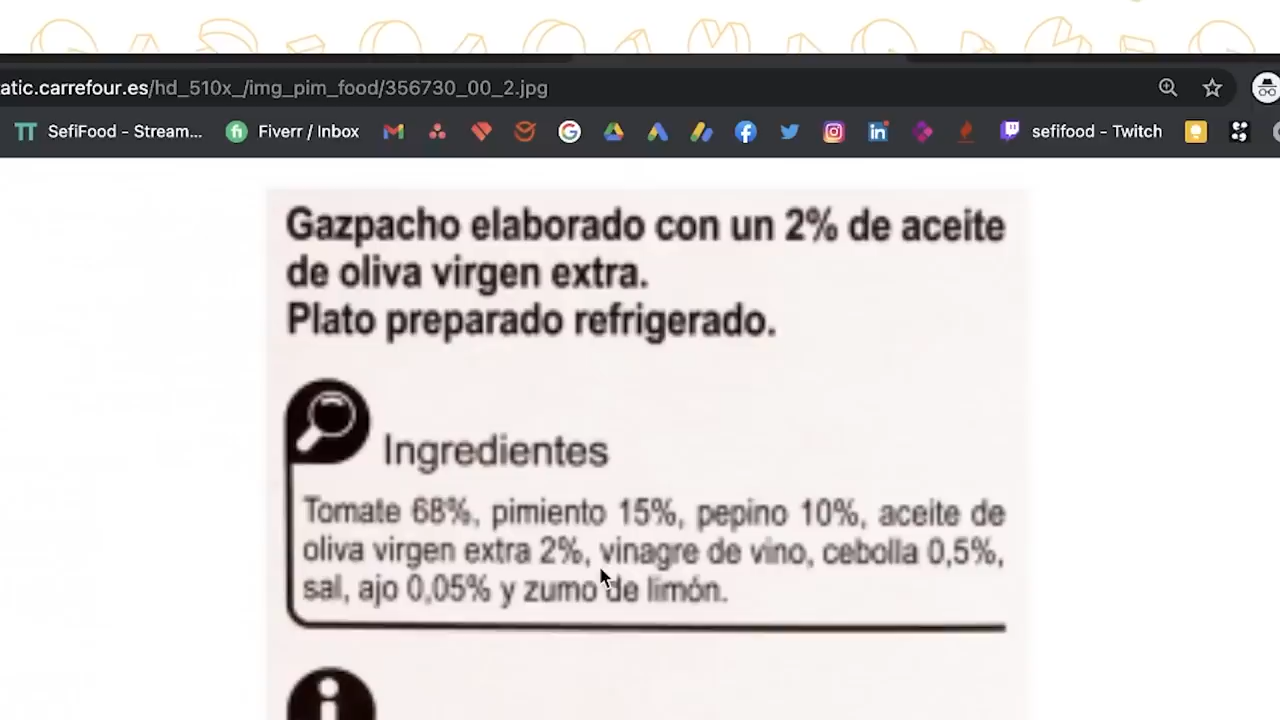 atic.carrefour.es/hd_510x_/img_pim_food/356730_00_2.jpg
SefiFood - Stream... Fiverr / Inbox sefifood - Twitch
Gazpacho elaborado con un 2% de aceite
de oliva virgen extra.
Plato preparado refrigerado.
Ingredientes
Tomate 68%, pimiento 15%, pepino 10%, aceite de
oliva virgen extra 2%, vinagre de vino, cebolla 0,5%,
sal, ajo 0,05% y zumo de limón.